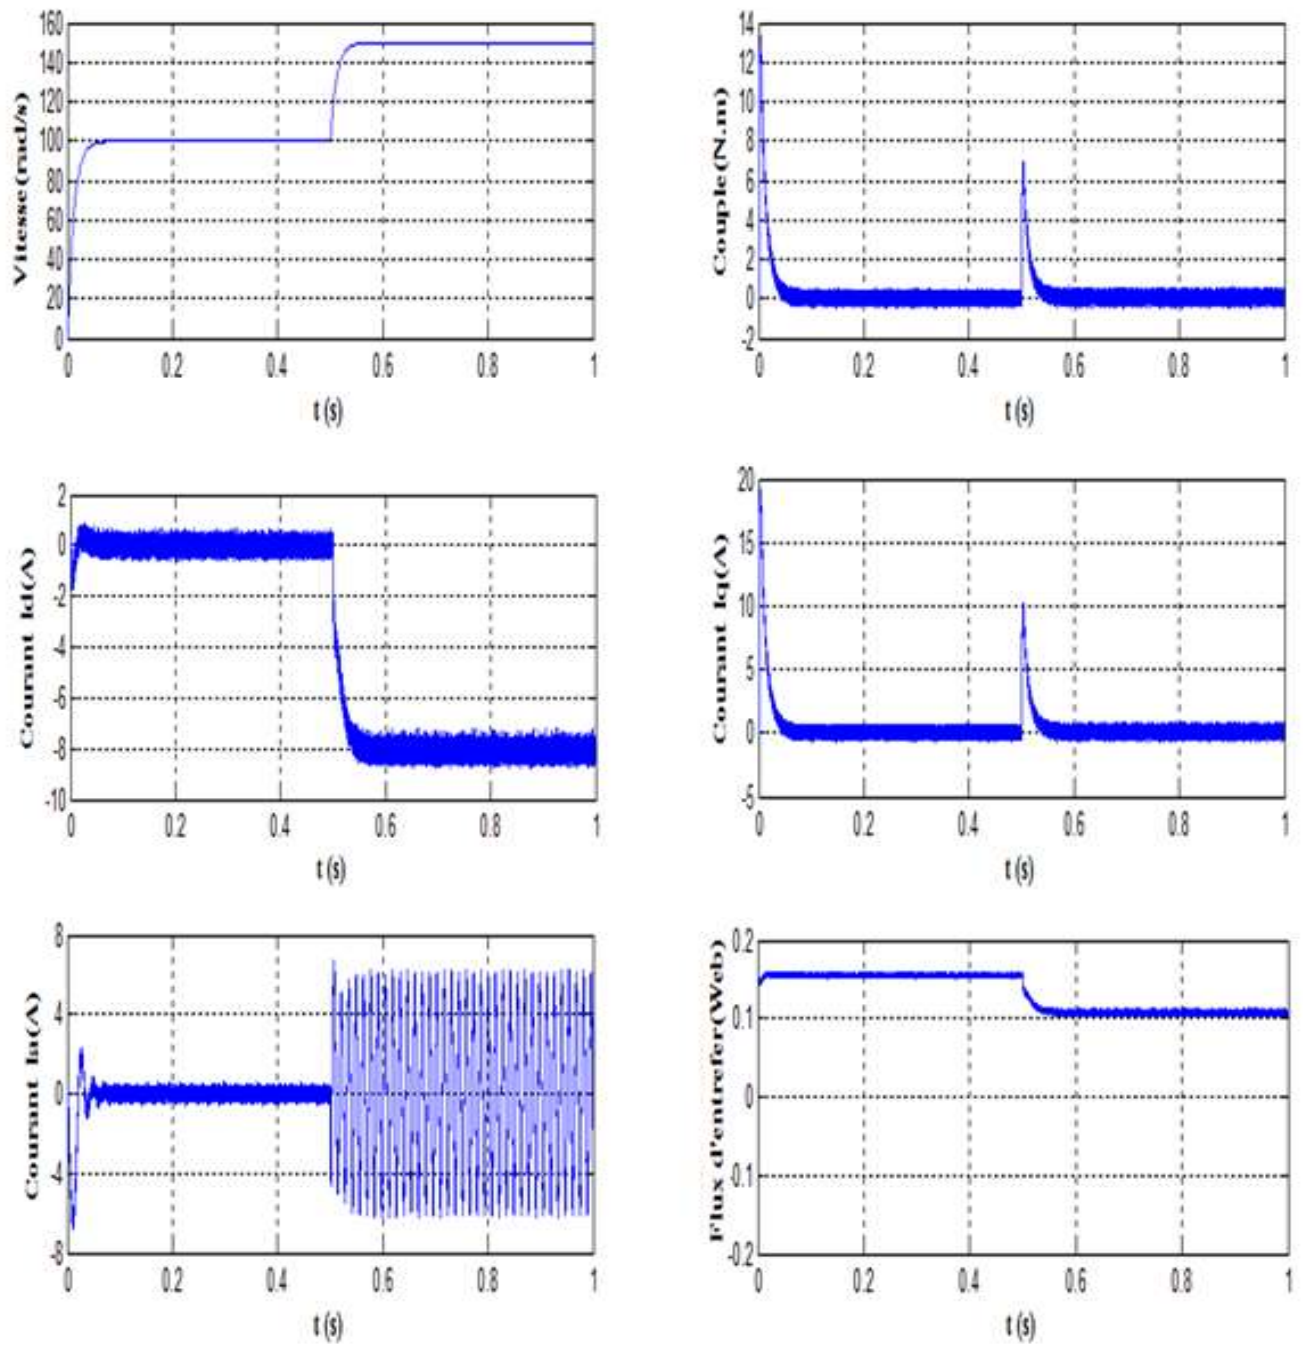 Vitesse(rad/s)
160
140
120
100
80
60
40
20
0
0 0.2 0.4 0.6 0.8 1
t (s)
Couple(N.m)
14
12
10
8
6
4
2
0
-2
0 0.2 0.4 0.6 0.8 1
t (s)
Courant Id(A)
2
0
-2
-4
-6
-8
-10
0 0.2 0.4 0.6 0.8 1
t (s)
Courant Iq(A)
20
15
10
5
0
-5
0 0.2 0.4 0.6 0.8 1
t (s)
Courant Ia(A)
8
4
0
-4
-8
0 0.2 0.4 0.6 0.8 1
t (s)
Flux d'entrefer(Web)
0.2
0.1
0
-0.1
-0.2
0 0.2 0.4 0.6 0.8 1
t (s)